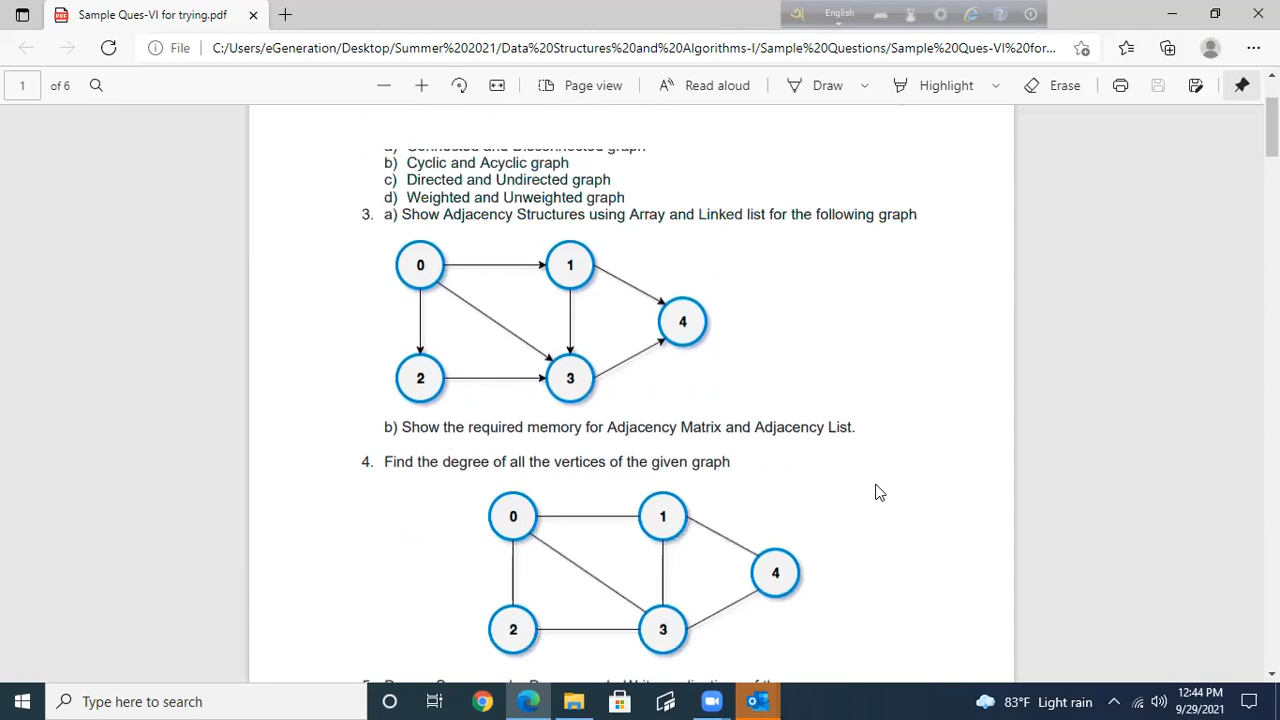 Sample Ques-VI for trying.pdf
English
File
C:/Users/eGeneration/Desktop/Summer%202021/Data%20Structures%20and%20Algorithms-I/Sample%20Questions/Sample%20Ques-VI%20for...
1 of 6
Page view
Read aloud
Draw
Highlight
Erase
b) Cyclic and Acyclic graph
c) Directed and Undirected graph
d) Weighted and Unweighted graph
3. a) Show Adjacency Structures using Array and Linked list for the following graph
0 1
4
2 3
b) Show the required memory for Adjacency Matrix and Adjacency List.
4. Find the degree of all the vertices of the given graph
0 1
4
2 3
Type here to search
83°F Light rain
12:44 PM
9/29/2021